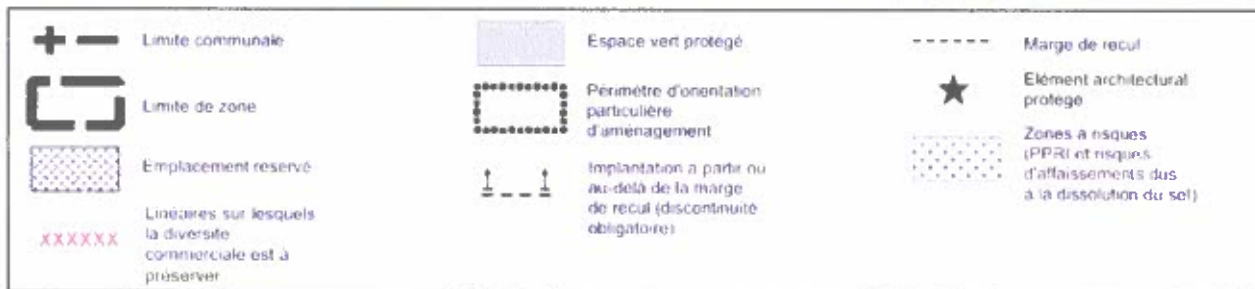 Limite communale
Limite de zone
Emplacement reservé
XXXXXX
Linéaires sur lesquels
la diversite
commerciale est à
préserver
Espace vert protégé
Périmètre d'orientation
particulière
d'aménagement
Implantation a partir ou
au-delà de la marge
de recul (discontinuité
obligatoire)
Marge de recul
Elément architectural
protégé
Zones à risques
(PPRI et risques
d'affaissements dus
à la dissolution du sel)